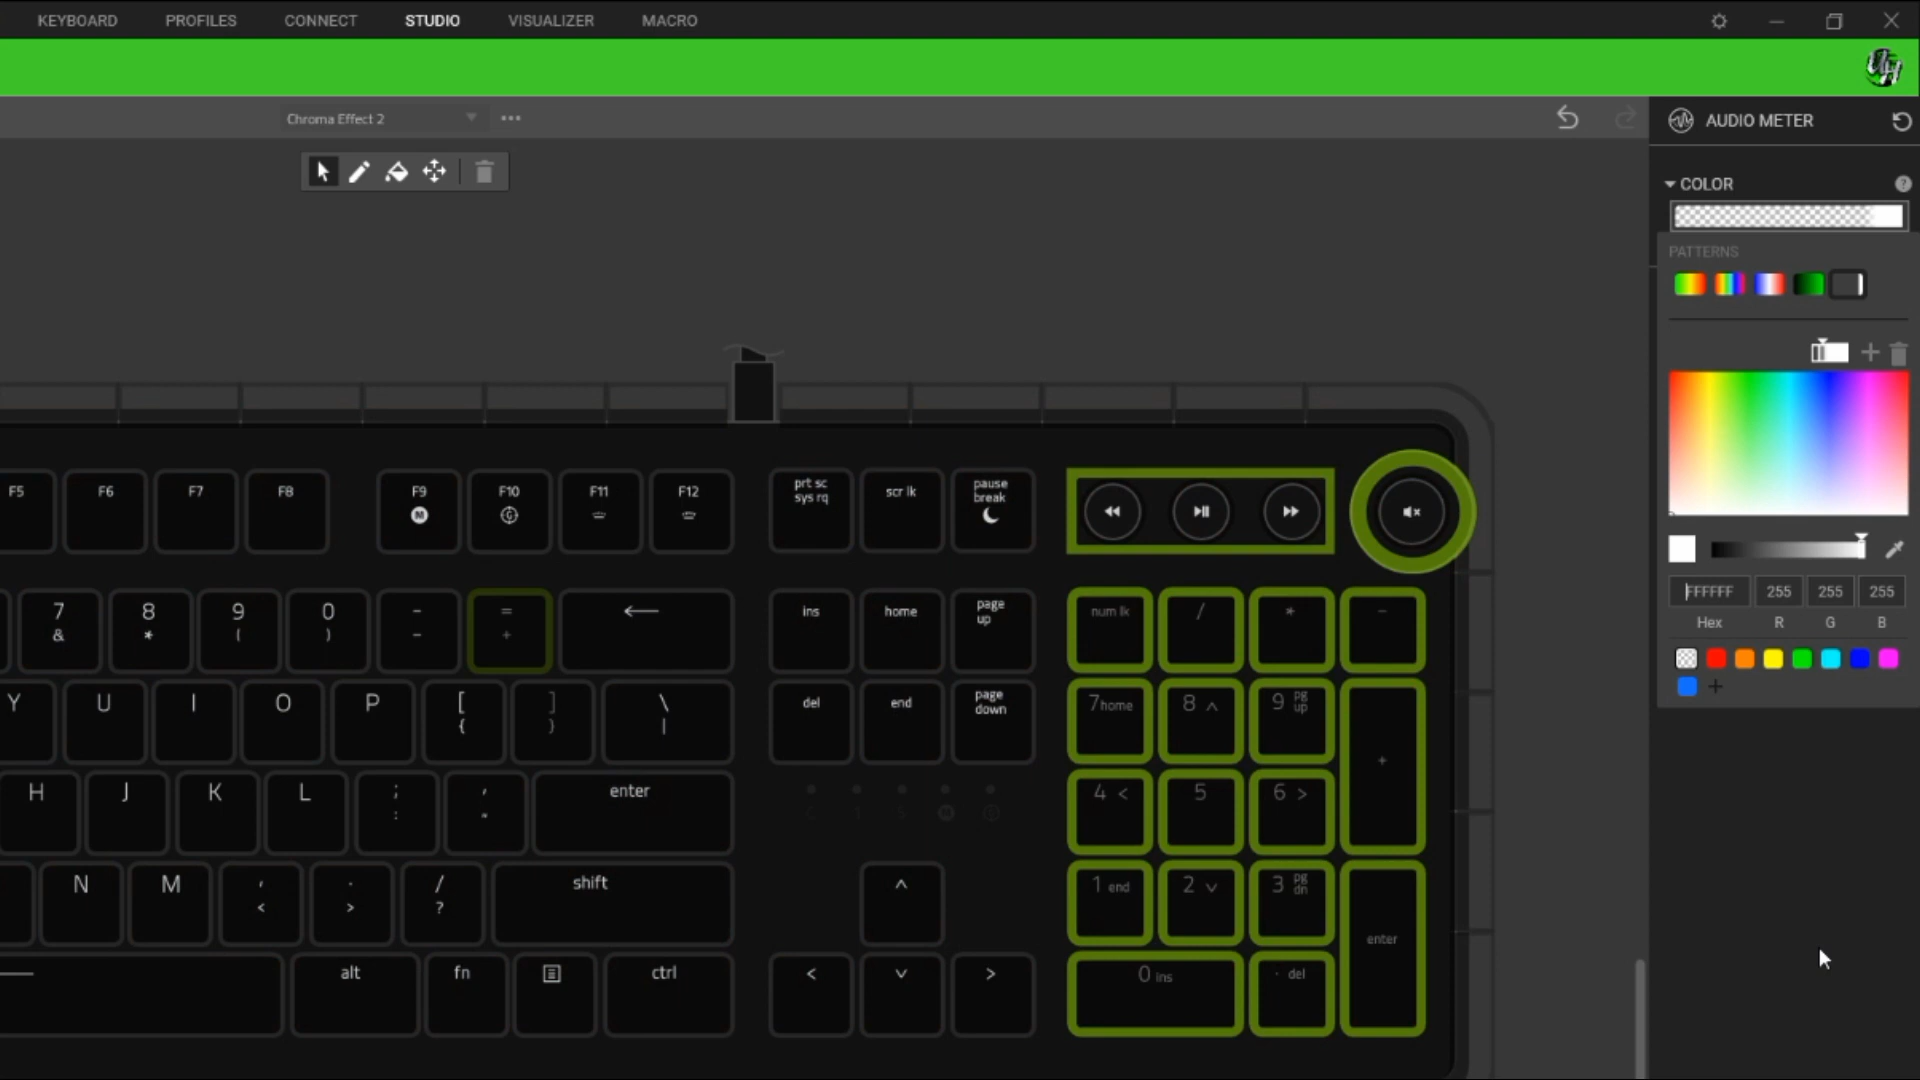 KEYBOARD PROFILES CONNECT STUDIO VISUALIZER MACRO
UH
Chroma Effect 2
AUDIO METER
COLOR
?
PATTERNS
FFFFFF 255 255 255
Hex R G B
F5 F6 F7 F8 F9 F10 F11 F12
M G
prt sc
sys rq
scr lk
pause
break
7 8 9 0 - =
& * ( ) - +
ins home page
up
num lk / * -
Y U I O P [ ] \
{ } |
del end page
down
7 home 8 ^ 9 pg
up
+
H J K L ; ' enter
: "
4 < 5 6 >
N M , . / shift
< > ?
^
1 end 2 v 3 pg
dn
enter
alt fn ctrl
< v >
0 ins . del